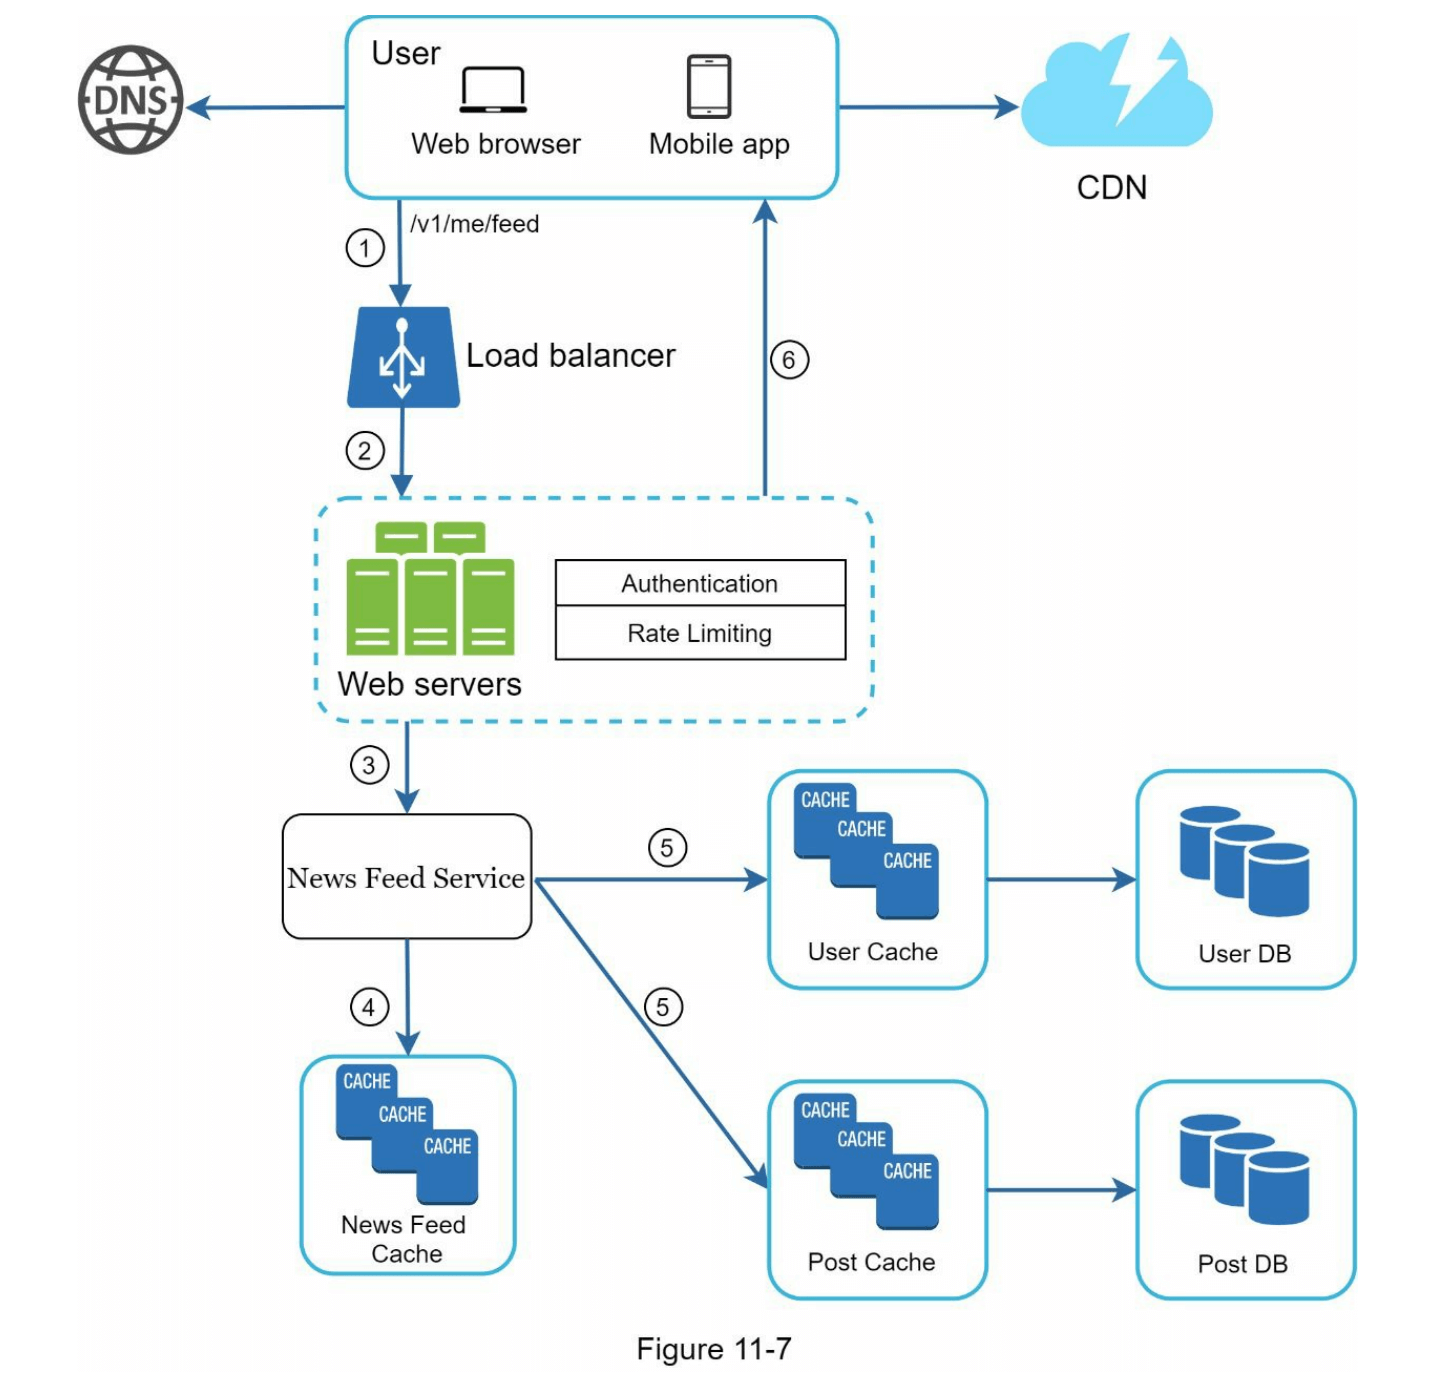 User
DNS
Web browser
Mobile app
CDN
/v1/me/feed
1
Load balancer
6
2
Authentication
Rate Limiting
Web servers
3
CACHE
CACHE
CACHE
User Cache
User DB
5
News Feed Service
4
5
CACHE
CACHE
CACHE
News Feed
Cache
CACHE
CACHE
CACHE
Post Cache
Post DB
Figure 11-7